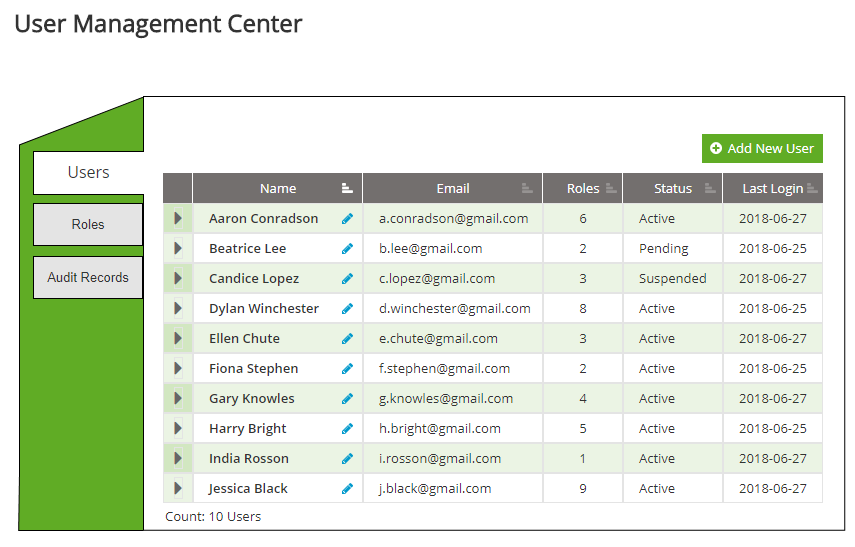 User Management Center
Add New User
Users
Roles
Audit Records
Name Email Roles Status Last Login
Aaron Conradson a.conradson@gmail.com 6 Active 2018-06-27
Beatrice Lee b.lee@gmail.com 2 Pending 2018-06-25
Candice Lopez c.lopez@gmail.com 3 Suspended 2018-06-27
Dylan Winchester d.winchester@gmail.com 8 Active 2018-06-25
Ellen Chute e.chute@gmail.com 3 Active 2018-06-27
Fiona Stephen f.stephen@gmail.com 2 Active 2018-06-25
Gary Knowles g.knowles@gmail.com 4 Active 2018-06-27
Harry Bright h.bright@gmail.com 5 Active 2018-06-25
India Rosson i.rosson@gmail.com 1 Active 2018-06-27
Jessica Black j.black@gmail.com 9 Active 2018-06-27
Count: 10 Users